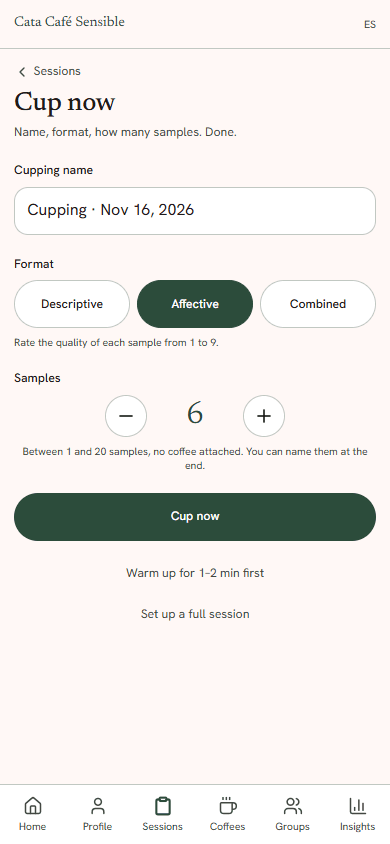 Cata Café Sensible
ES
Sessions
Cup now
Name, format, how many samples. Done.
Cupping name
Cupping · Nov 16, 2026
Format
Descriptive
Affective
Combined
Rate the quality of each sample from 1 to 9.
Samples
6
Between 1 and 20 samples, no coffee attached. You can name them at the
end.
Cup now
Warm up for 1–2 min first
Set up a full session
Home
Profile
Sessions
Coffees
Groups
Insights